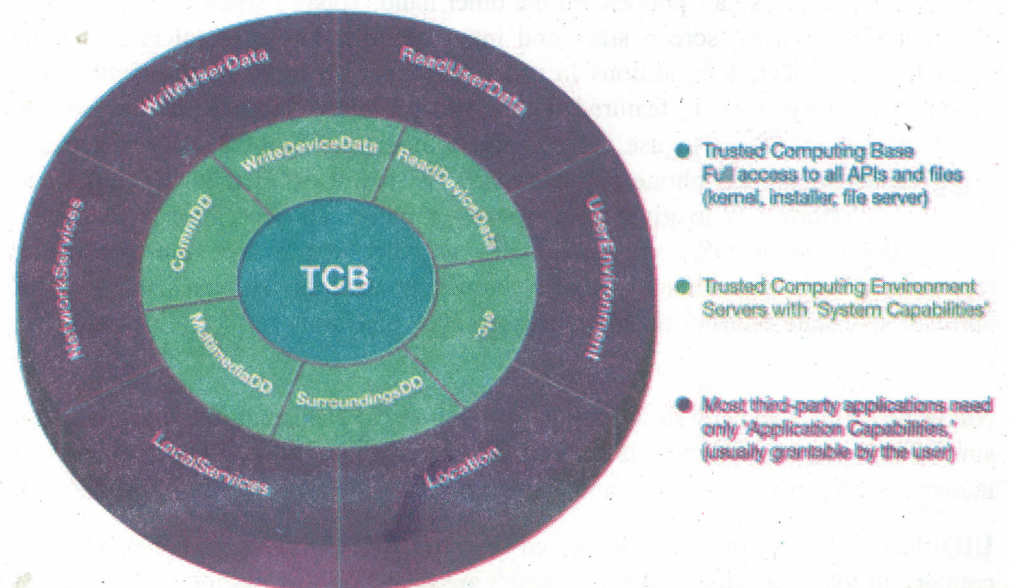 WriteUserData
ReadUserData
WriteDeviceData
ReadDeviceData
CommDD
NetworkServices
UserEnvironment
TCB
etc.
MultimediaDD
SurroundingsDD
LocalServices
Location
Trusted Computing Base
Full access to all APIs and files
(kernel, installer, file server)
Trusted Computing Environment
Servers with "System Capabilities"
Most third-party applications need
only "Application Capabilities,"
(usually grantable by the user)